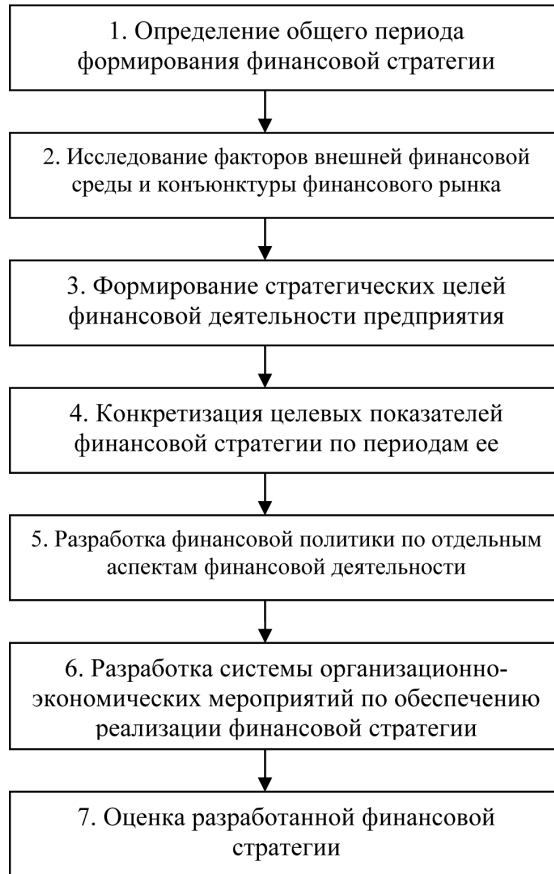 1. Определение общего периода
формирования финансовой стратегии
2. Исследование факторов внешней финансовой
среды и конъюнктуры финансового рынка
3. Формирование стратегических целей
финансовой деятельности предприятия
4. Конкретизация целевых показателей
финансовой стратегии по периодам ее
5. Разработка финансовой политики по отдельным
аспектам финансовой деятельности
6. Разработка системы организационно-
экономических мероприятий по обеспечению
реализации финансовой стратегии
7. Оценка разработанной финансовой
стратегии